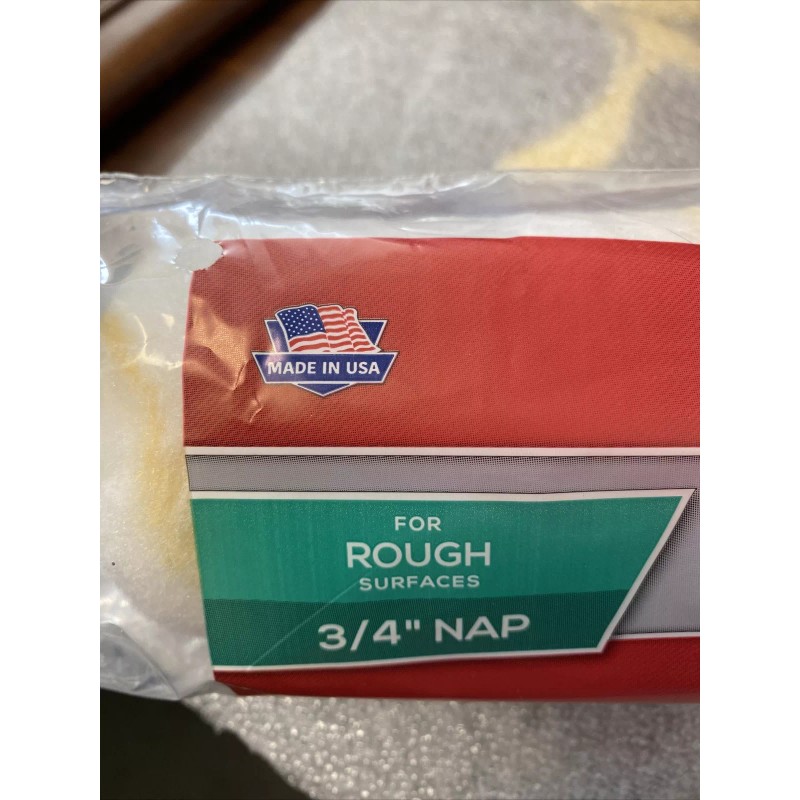 MADE IN USA
FOR
ROUGH
SURFACES
3/4" NAP